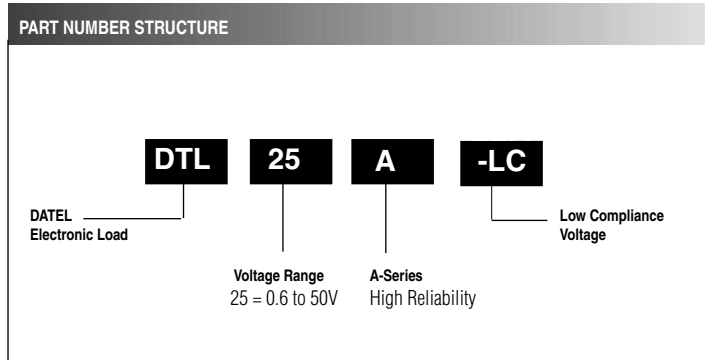 PART NUMBER STRUCTURE
DTL 25 A -LC
DATEL
Electronic Load
Low Compliance
Voltage
Voltage Range
25 = 0.6 to 50V
A-Series
High Reliability